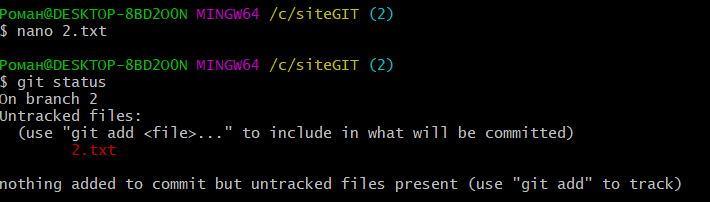 Роман@DESKTOP-8BD2OON MINGW64 /c/siteGIT (2)
$ nano 2.txt
Роман@DESKTOP-8BD2OON MINGW64 /c/siteGIT (2)
$ git status
On branch 2
Untracked files:
(use "git add <file>..." to include in what will be committed)
2.txt
nothing added to commit but untracked files present (use "git add" to track)